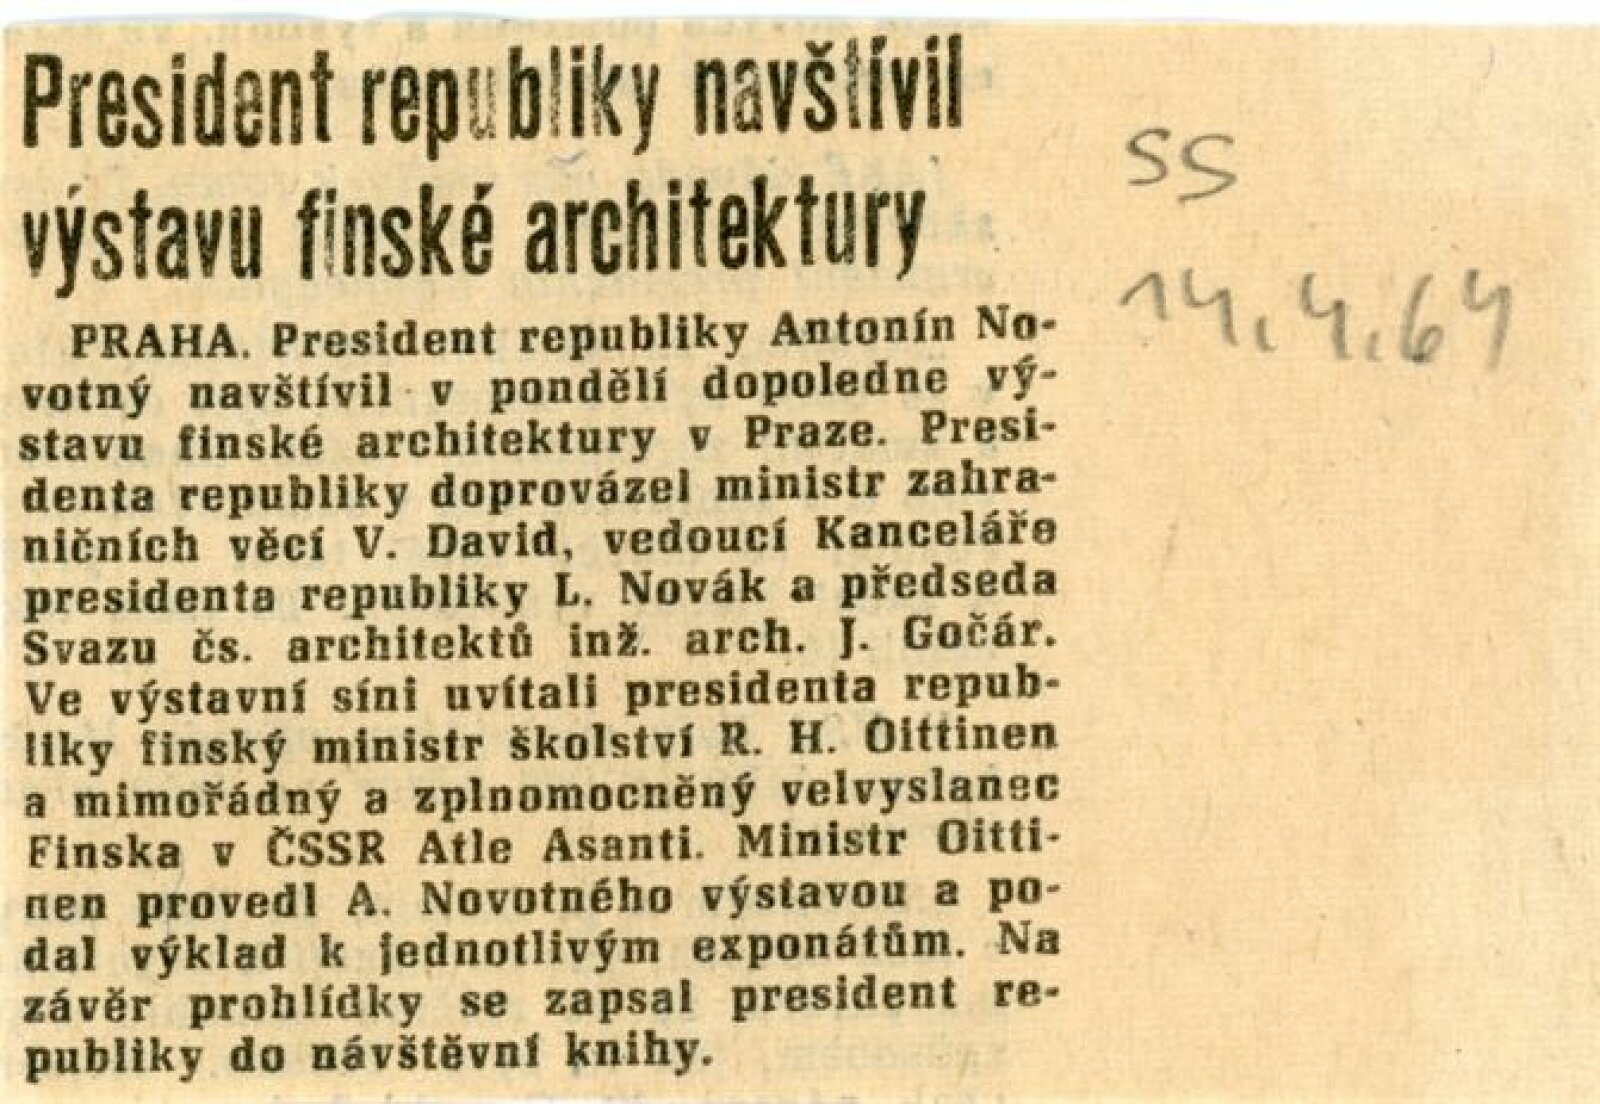 President republiky navštívil
výstavu finské architektury
PRAHA. President republiky Antonín No-
votný navštívil v pondělí dopoledne vý-
stavu finské architektury v Praze. Presi-
denta republiky doprovázel ministr zahra-
ničních věcí V. David, vedoucí Kanceláře
presidenta republiky L. Novák a předseda
Svazu čs. architektů inž. arch. J. Gočár.
Ve výstavní síni uvítali presidenta repub-
liky finský ministr školství R. H. Oittinen
a mimořádný a zplnomocněný velvyslanec
Finska v ČSSR Atle Asanti. Ministr Oitti-
nen provedl A. Novotného výstavou a po-
dal výklad k jednotlivým exponátům. Na
závěr prohlídky se zapsal president re-
publiky do návštěvní knihy.
SS
14.4.64